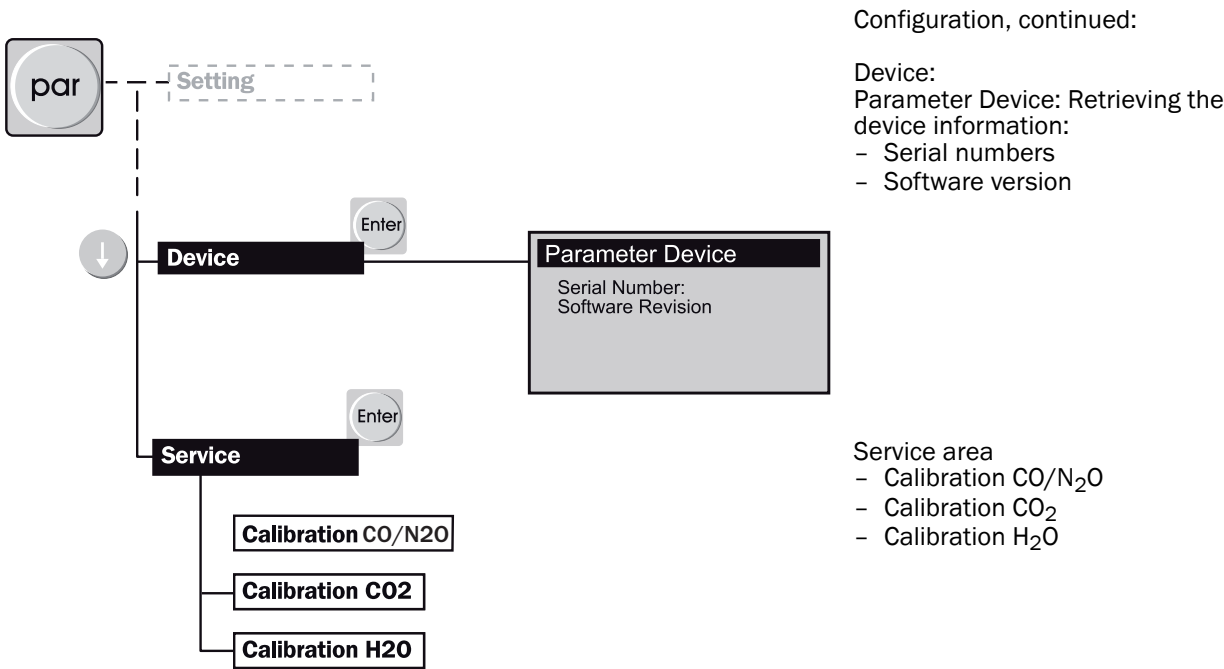 Configuration, continued:
par
Setting
Device:
Parameter Device: Retrieving the
device information:
– Serial numbers
– Software version
Enter
Device
Parameter Device
Serial Number:
Software Revision
Enter
Service
Service area
– Calibration CO/N₂O
– Calibration CO₂
– Calibration H₂O
Calibration CO/N2O
Calibration CO2
Calibration H2O